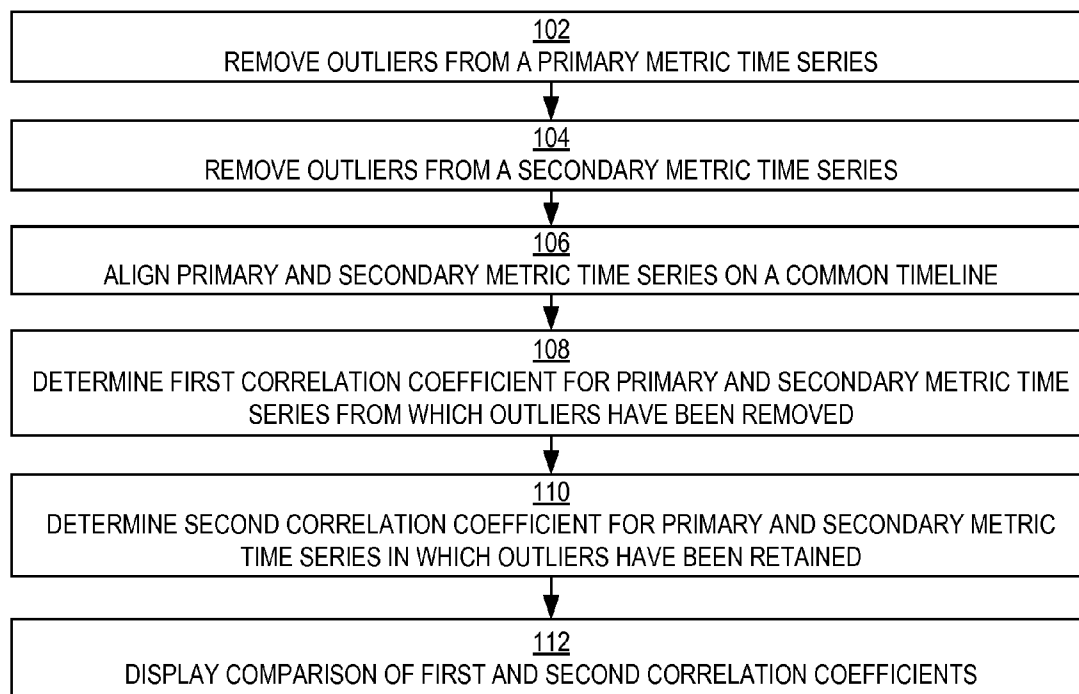 102
REMOVE OUTLIERS FROM A PRIMARY METRIC TIME SERIES
104
REMOVE OUTLIERS FROM A SECONDARY METRIC TIME SERIES
106
ALIGN PRIMARY AND SECONDARY METRIC TIME SERIES ON A COMMON TIMELINE
108
DETERMINE FIRST CORRELATION COEFFICIENT FOR PRIMARY AND SECONDARY METRIC TIME
SERIES FROM WHICH OUTLIERS HAVE BEEN REMOVED
110
DETERMINE SECOND CORRELATION COEFFICIENT FOR PRIMARY AND SECONDARY METRIC
TIME SERIES IN WHICH OUTLIERS HAVE BEEN RETAINED
112
DISPLAY COMPARISON OF FIRST AND SECOND CORRELATION COEFFICIENTS